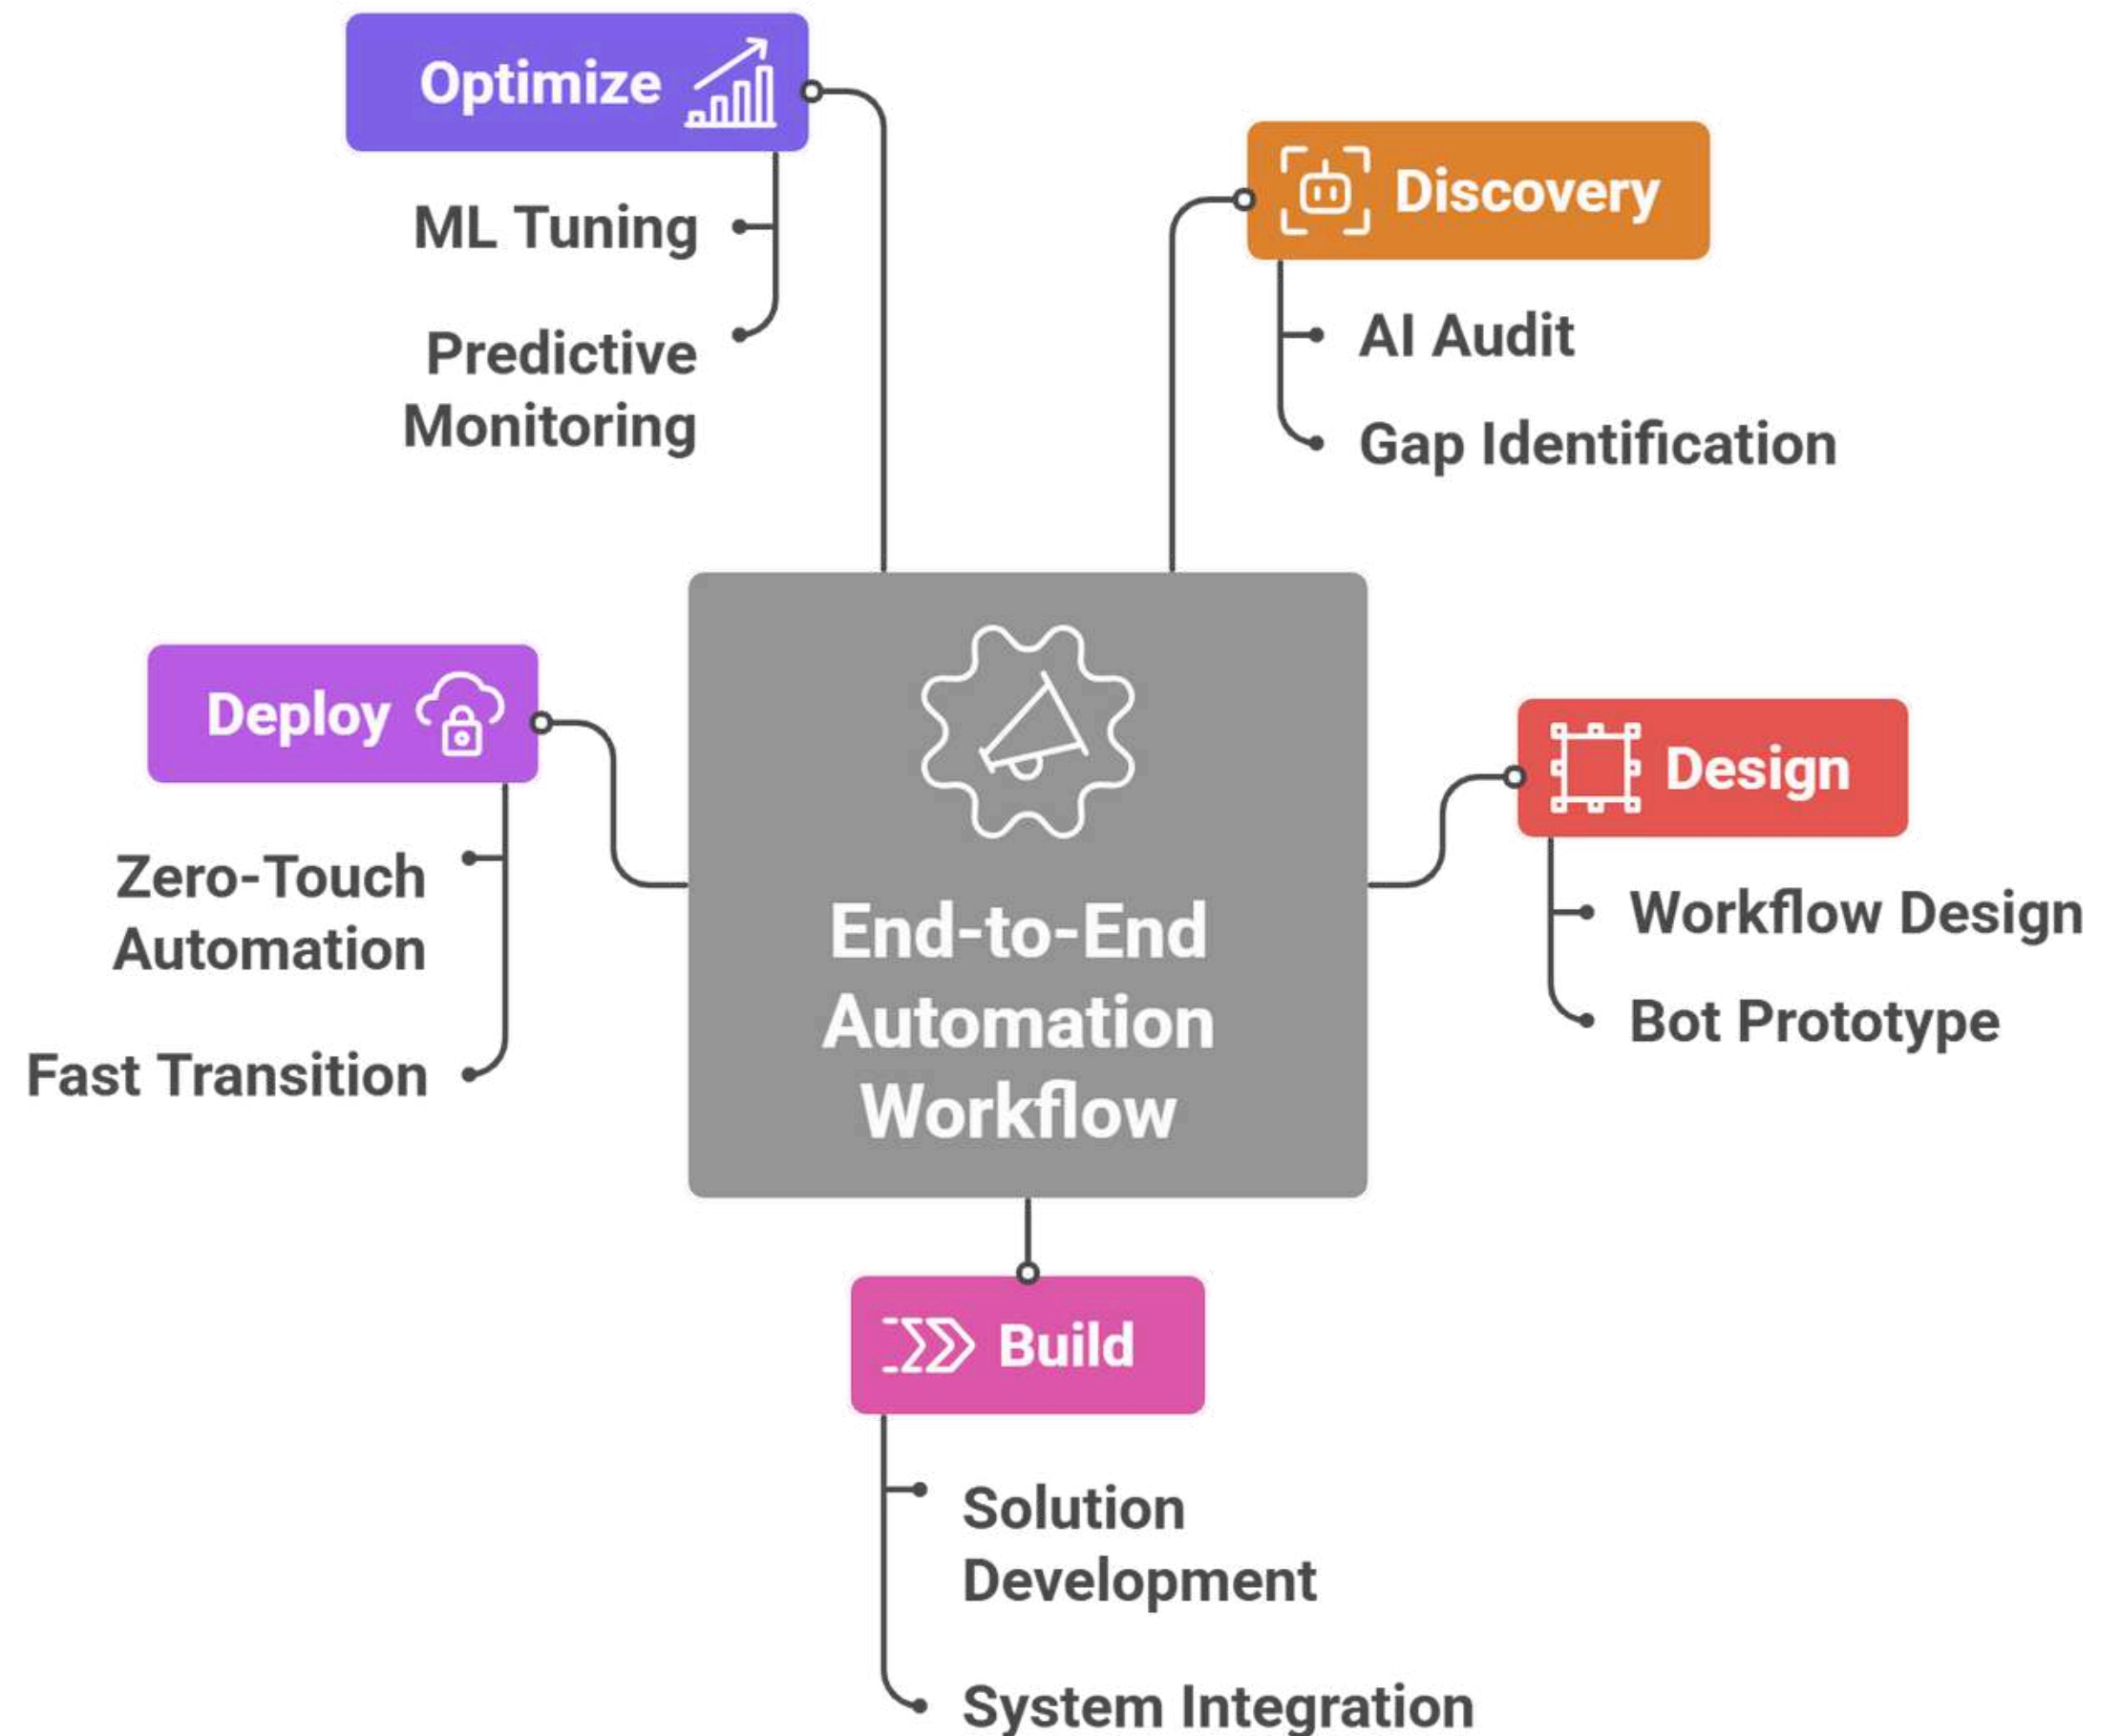 Optimize
ML Tuning
Predictive
Monitoring
Discovery
AI Audit
Gap Identification
Deploy
Zero-Touch
Automation
Fast Transition
End-to-End
Automation
Workflow
Design
Workflow Design
Bot Prototype
Build
Solution
Development
System Integration